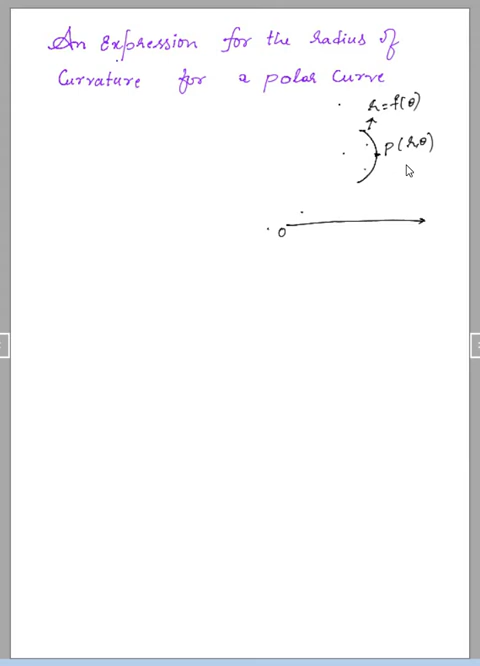 An Expression for the radius of
Curvature for a polar Curve
r=f(θ)
P(r,θ)
O